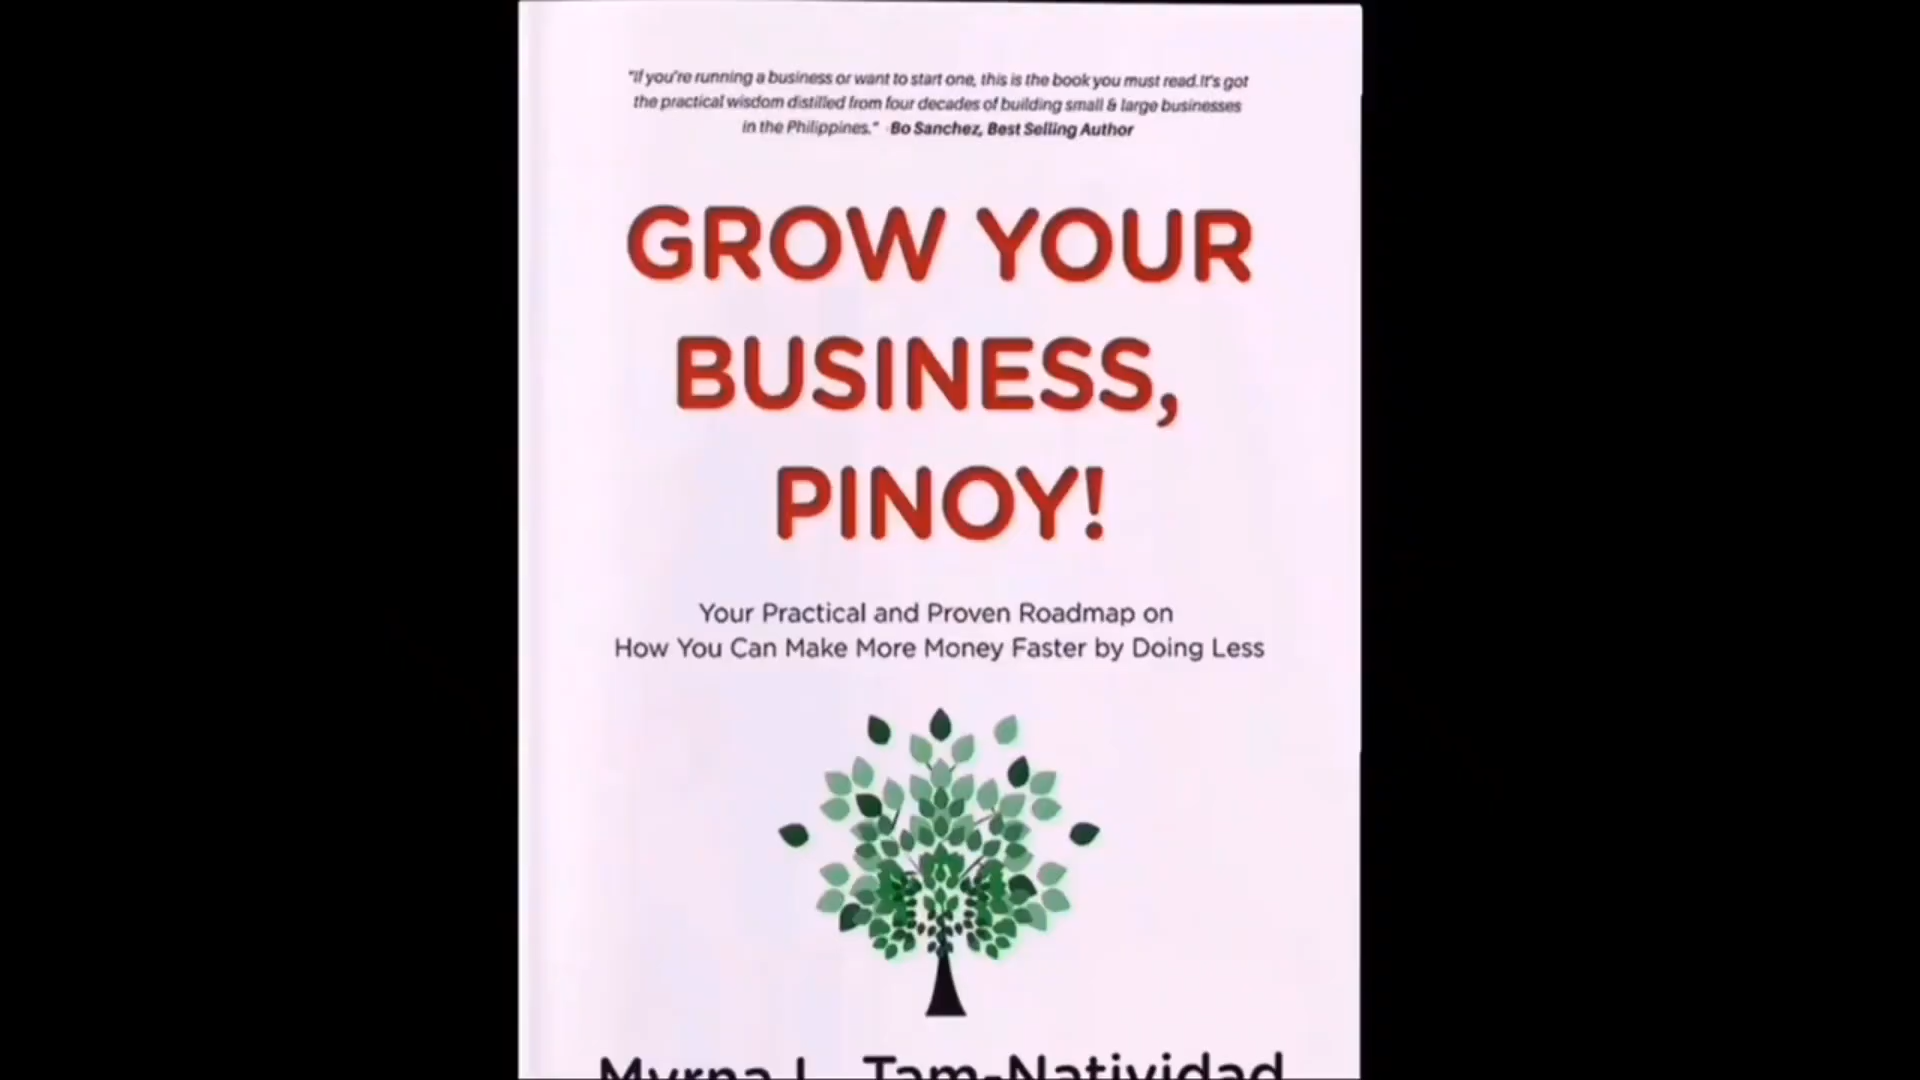 "If you're running a business or want to start one, this is the book you must read.It's got
the practical wisdom distilled from four decades of building small & large businesses
in the Philippines." -Bo Sanchez, Best Selling Author
GROW YOUR
BUSINESS,
PINOY!
Your Practical and Proven Roadmap on
How You Can Make More Money Faster by Doing Less
Myrna L. Tam-Natividad